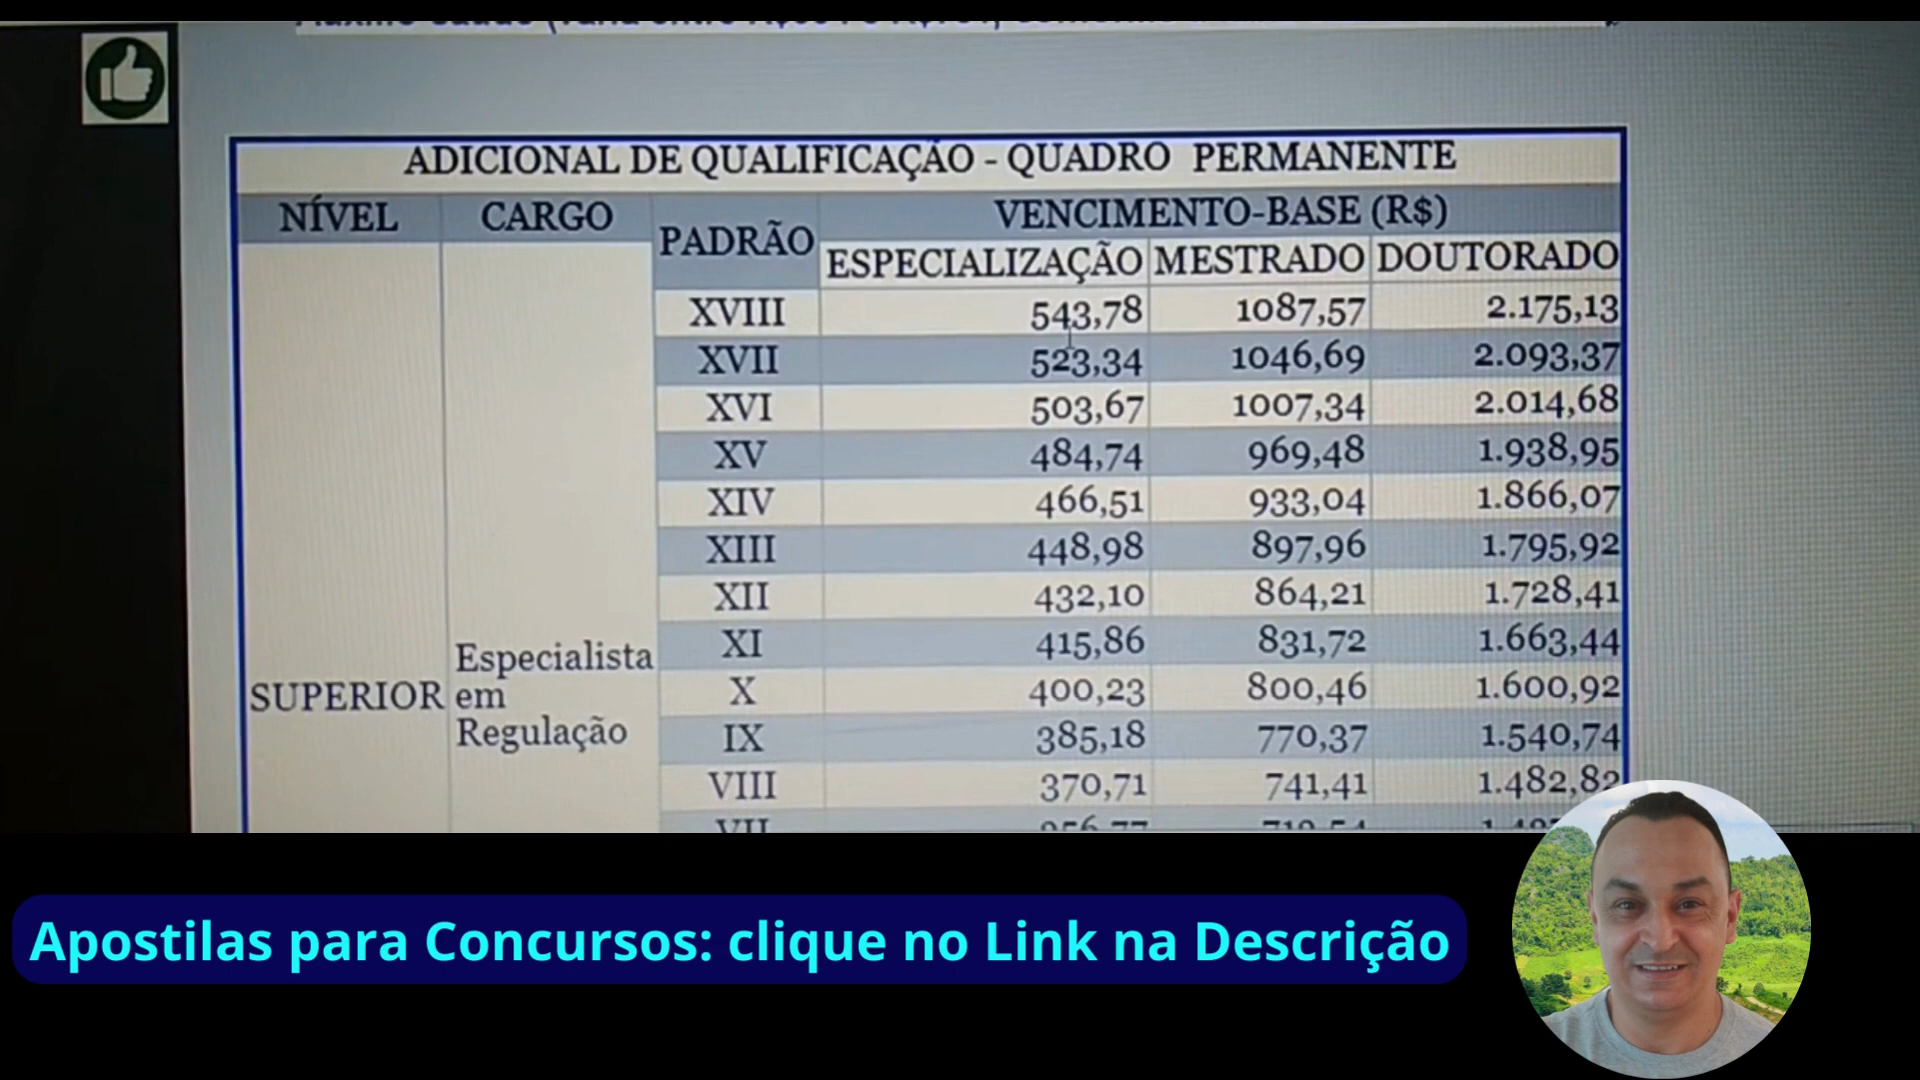 ADICIONAL DE QUALIFICAÇÃO - QUADRO PERMANENTE
NÍVEL CARGO PADRÃO VENCIMENTO-BASE (R$)
ESPECIALIZAÇÃO MESTRADO DOUTORADO
XVIII 543,78 1087,57 2.175,13
XVII 523,34 1046,69 2.093,37
XVI 503,67 1007,34 2.014,68
XV 484,74 969,48 1.938,95
XIV 466,51 933,04 1.866,07
XIII 448,98 897,96 1.795,92
XII 432,10 864,21 1.728,41
XI 415,86 831,72 1.663,44
X 400,23 800,46 1.600,92
IX 385,18 770,37 1.540,74
VIII 370,71 741,41 1.482,82
VII
SUPERIOR
Especialista
em
Regulação
Apostilas para Concursos: clique no Link na Descrição